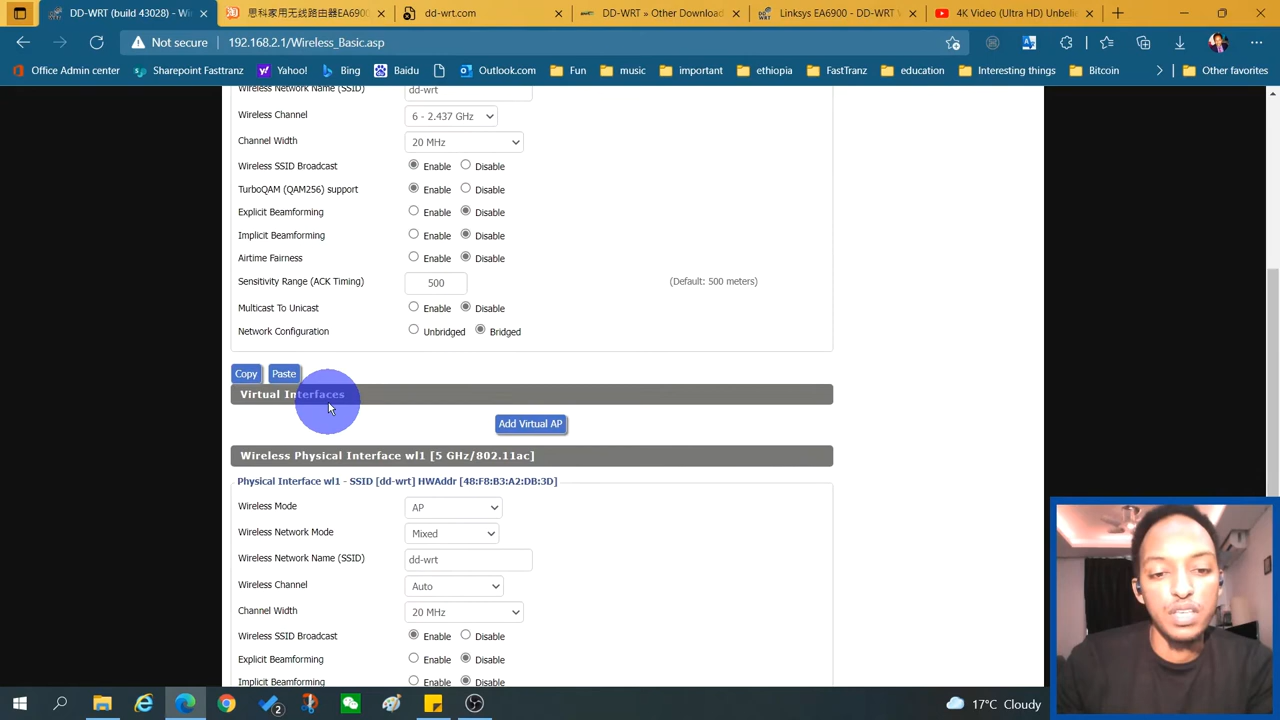 DD-WRT (build 43028) - Wi
思科家用无线路由器EA6900
dd-wrt.com
DD-WRT » Other Download
Linksys EA6900 - DD-WRT W
4K Video (Ultra HD) Unbelie
Not secure
192.168.2.1/Wireless_Basic.asp
Office Admin center
Sharepoint Fasttranz
Yahoo!
Bing
Baidu
Outlook.com
Fun
music
important
ethiopia
FastTranz
education
Interesting things
Bitcoin
Other favorites
Wireless Network Name (SSID) dd-wrt
Wireless Channel 6 - 2.437 GHz
Channel Width 20 MHz
Wireless SSID Broadcast Enable Disable
TurboQAM (QAM256) support Enable Disable
Explicit Beamforming Enable Disable
Implicit Beamforming Enable Disable
Airtime Fairness Enable Disable
Sensitivity Range (ACK Timing) 500 (Default: 500 meters)
Multicast To Unicast Enable Disable
Network Configuration Unbridged Bridged
Copy Paste
Virtual Interfaces
Add Virtual AP
Wireless Physical Interface wl1 [5 GHz/802.11ac]
Physical Interface wl1 - SSID [dd-wrt] HWAddr [48:F8:B3:A2:DB:3D]
Wireless Mode AP
Wireless Network Mode Mixed
Wireless Network Name (SSID) dd-wrt
Wireless Channel Auto
Channel Width 20 MHz
Wireless SSID Broadcast Enable Disable
Explicit Beamforming Enable Disable
Implicit Beamforming Enable Disable
2
17°C Cloudy